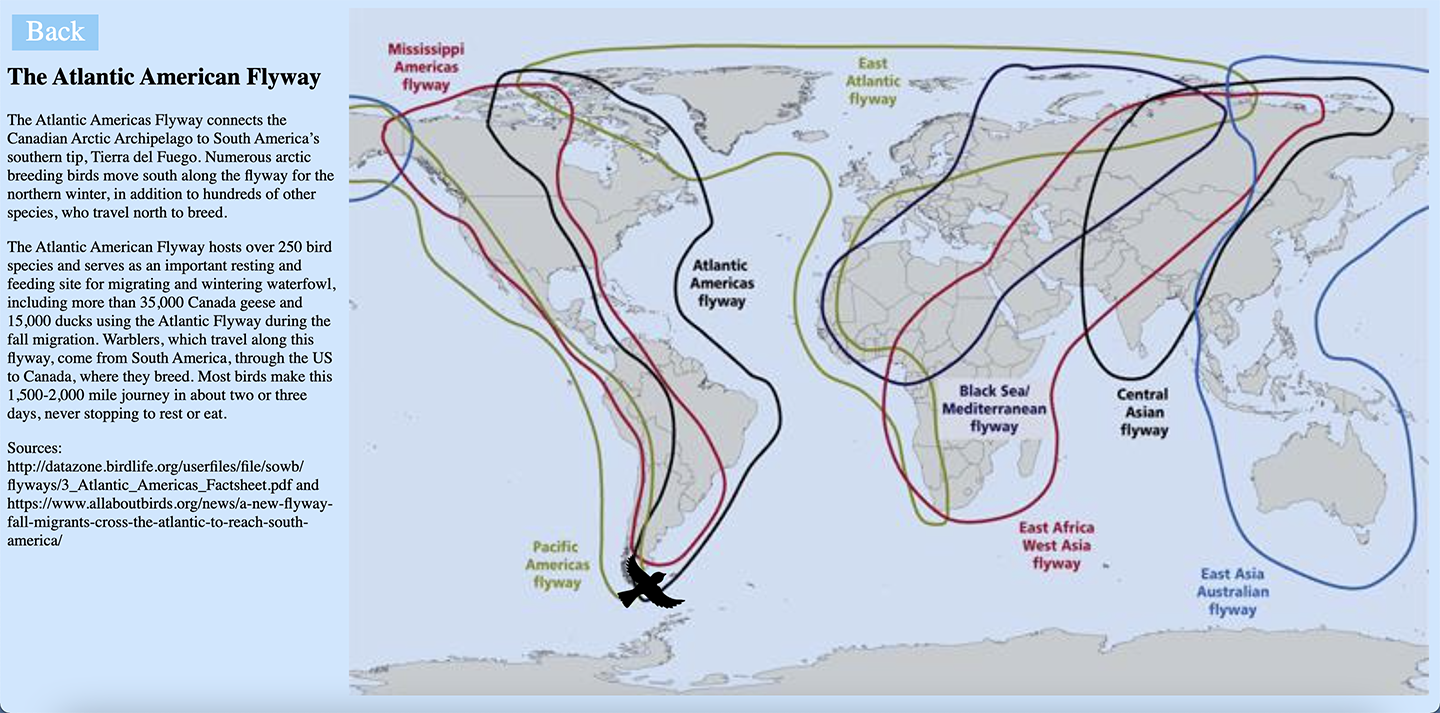 Back
The Atlantic American Flyway
The Atlantic Americas Flyway connects the
Canadian Arctic Archipelago to South America’s
southern tip, Tierra del Fuego. Numerous arctic
breeding birds move south along the flyway for the
northern winter, in addition to hundreds of other
species, who travel north to breed.
The Atlantic American Flyway hosts over 250 bird
species and serves as an important resting and
feeding site for migrating and wintering waterfowl,
including more than 35,000 Canada geese and
15,000 ducks using the Atlantic Flyway during the
fall migration. Warblers, which travel along this
flyway, come from South America, through the US
to Canada, where they breed. Most birds make this
1,500-2,000 mile journey in about two or three
days, never stopping to rest or eat.
Sources:
http://datazone.birdlife.org/userfiles/file/sowb/
flyways/3_Atlantic_Americas_Factsheet.pdf and
https://www.allaboutbirds.org/news/a-new-flyway-
fall-migrants-cross-the-atlantic-to-reach-south-
america/
Mississippi
Americas
flyway
East
Atlantic
flyway
Atlantic
Americas
flyway
Black Sea/
Mediterranean
flyway
Central
Asian
flyway
Pacific
Americas
flyway
East Africa
West Asia
flyway
East Asia
Australian
flyway